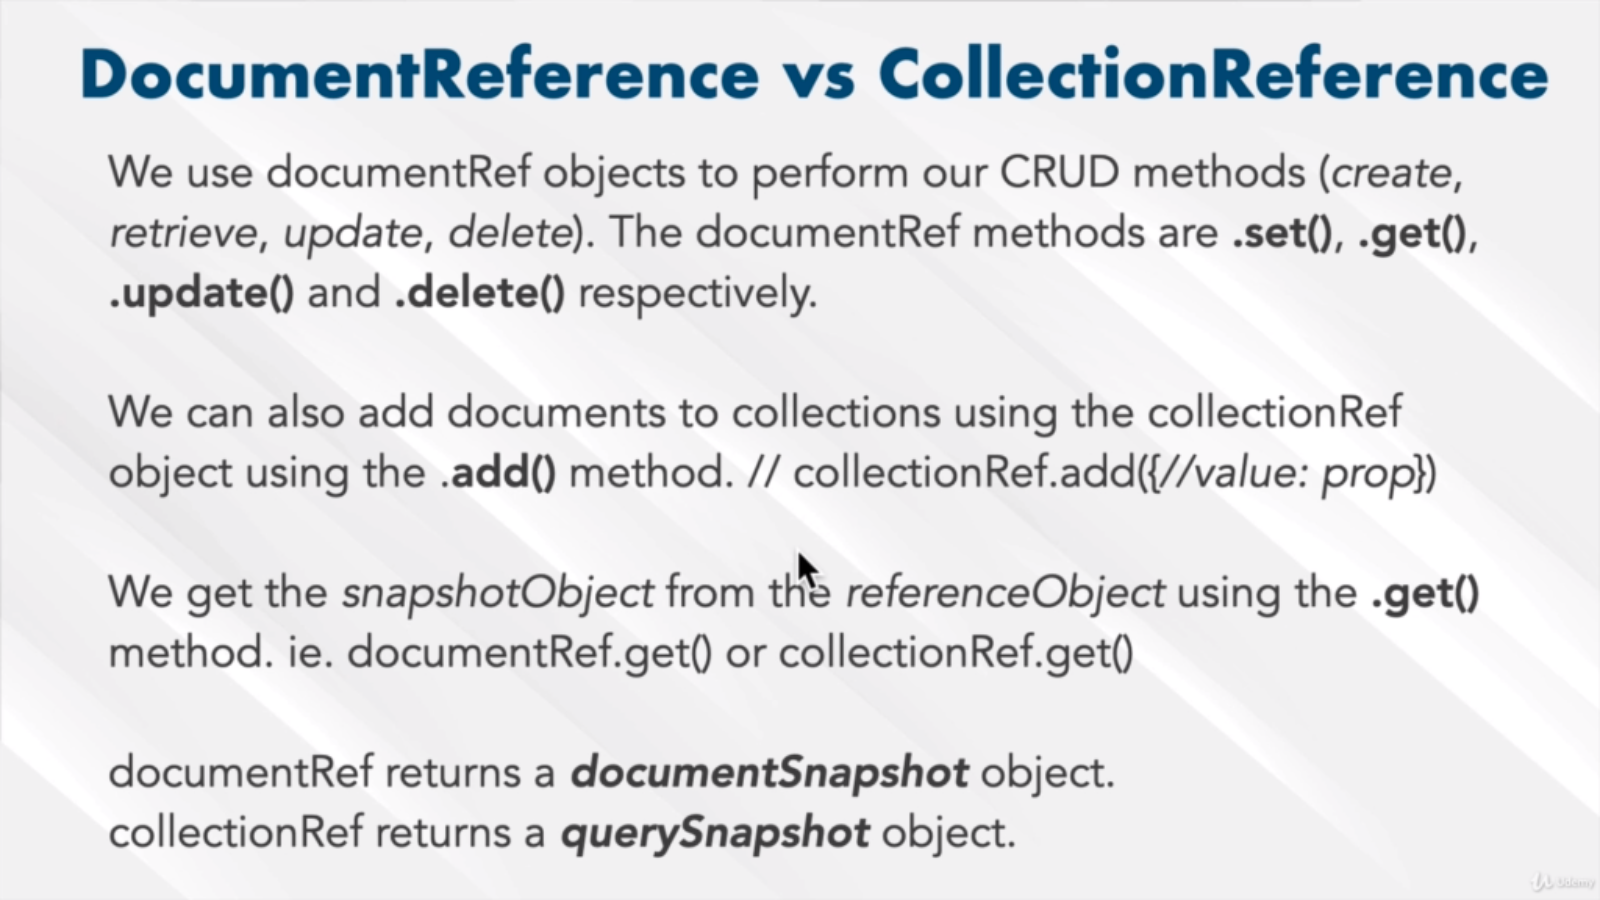 DocumentReference vs CollectionReference
We use documentRef objects to perform our CRUD methods (create,
retrieve, update, delete). The documentRef methods are .set(), .get(),
.update() and .delete() respectively.
We can also add documents to collections using the collectionRef
object using the .add() method. // collectionRef.add({//value: prop})
We get the snapshotObject from the referenceObject using the .get()
method. ie. documentRef.get() or collectionRef.get()
documentRef returns a documentSnapshot object.
collectionRef returns a querySnapshot object.
Udemy